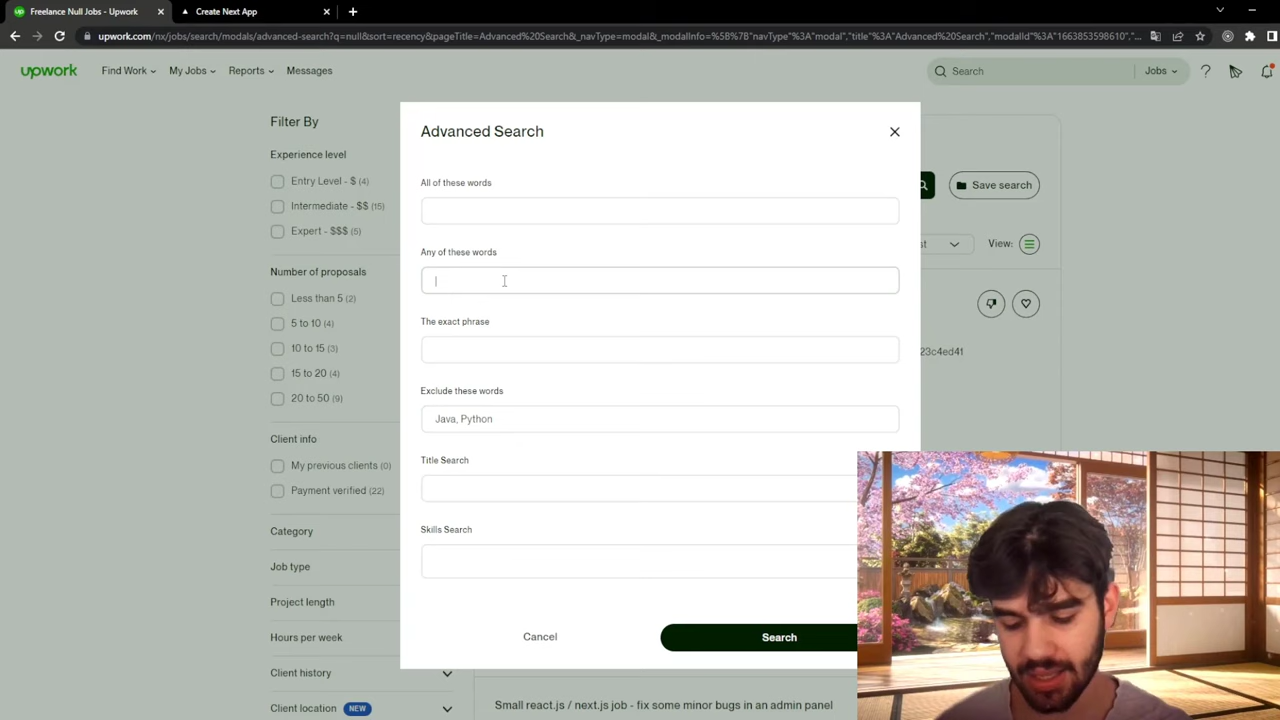 Freelance Null Jobs - Upwork
Create Next App
upwork.com/nx/jobs/search/modals/advanced-search?q=null&sort=recency&pageTitle=Advanced%20Search&_navType=modal&_modalInfo=%5B%7B"navType"%3A"modal","title"%3A"Advanced%20Search","modalId"%3A"1663853598610","...
upwork
Find Work
My Jobs
Reports
Messages
Search
Jobs
?
Filter By
Experience level
Entry Level - $ (4)
Intermediate - $$ (15)
Expert - $$$ (5)
Number of proposals
Less than 5 (2)
5 to 10 (4)
10 to 15 (3)
15 to 20 (4)
20 to 50 (9)
Client info
My previous clients (0)
Payment verified (22)
Category
Job type
Project length
Hours per week
Client history
Client location NEW
Advanced Search
All of these words
Any of these words
The exact phrase
Exclude these words
Java, Python
Title Search
Skills Search
Cancel
Search
Save search
st
View:
23c4ed41
Small react.js / next.js job - fix some minor bugs in an admin panel